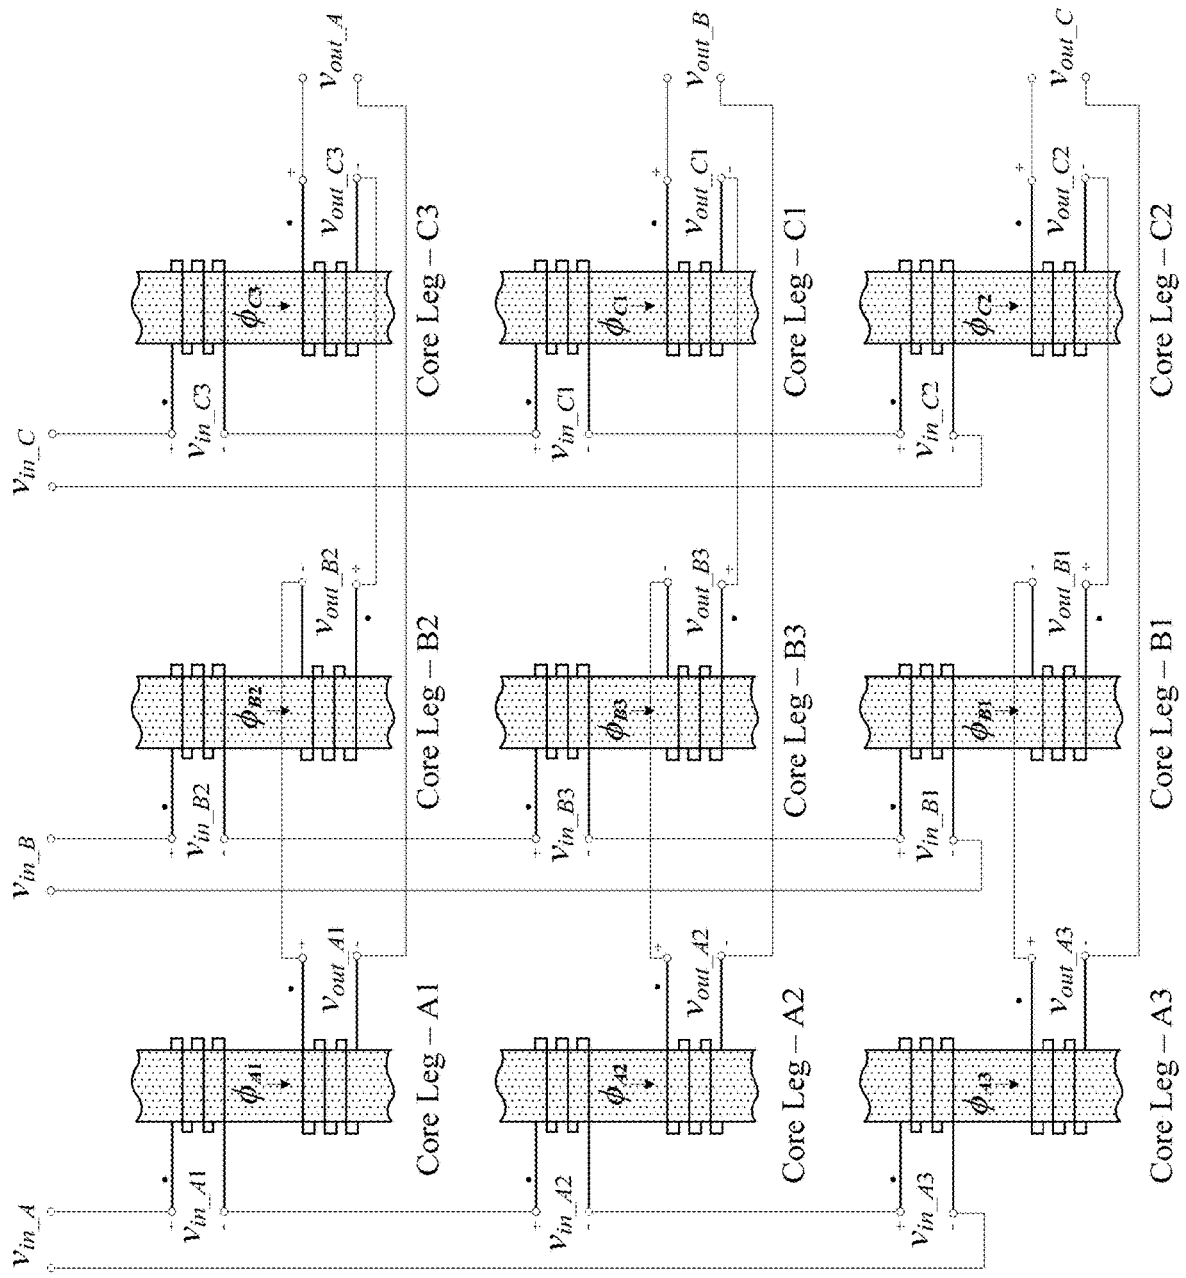 v_in_A
v_in_B
v_in_C
v_in_A1
ϕ_A1
v_out_A1
v_in_B2
ϕ_B2
v_out_B2
v_in_C3
ϕ_C3
v_out_C3
v_out_A
Core Leg – A1
Core Leg – B2
Core Leg – C3
v_in_A2
ϕ_A2
v_out_A2
v_in_B3
ϕ_B3
v_out_B3
v_in_C1
ϕ_C1
v_out_C1
v_out_B
Core Leg – A2
Core Leg – B3
Core Leg – C1
v_in_A3
ϕ_A3
v_out_A3
v_in_B1
ϕ_B1
v_out_B1
v_in_C2
ϕ_C2
v_out_C2
v_out_C
Core Leg – A3
Core Leg – B1
Core Leg – C2